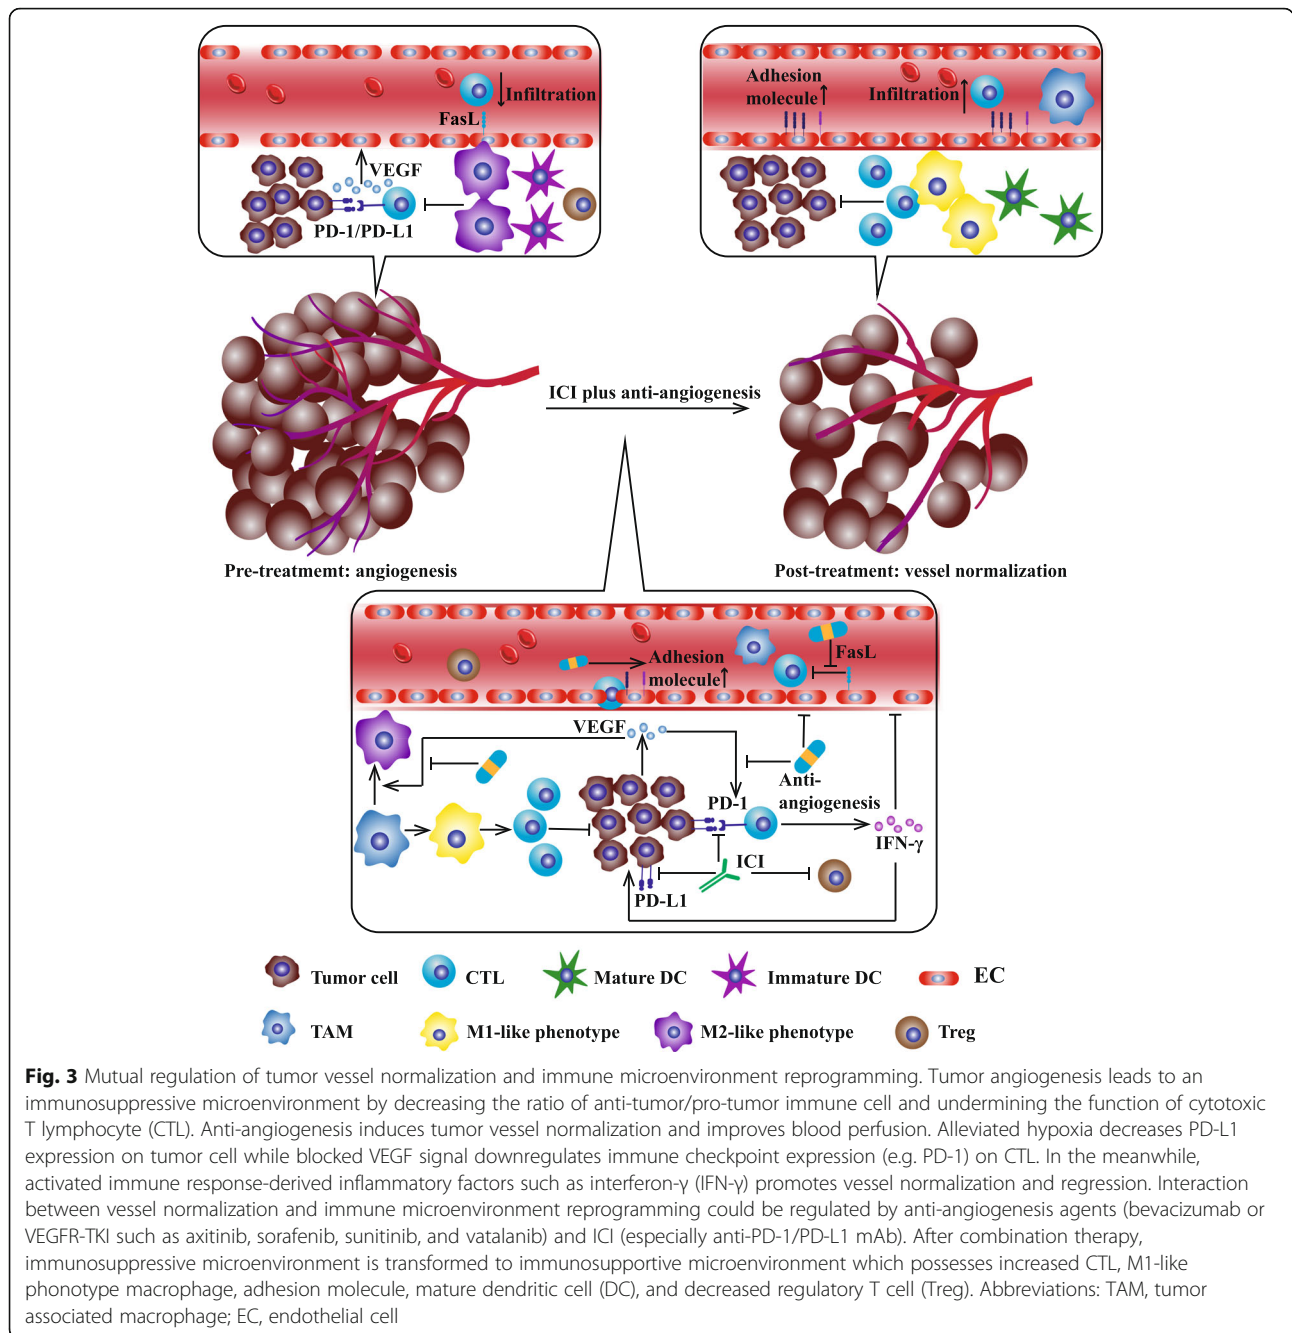 Infiltration
FasL
VEGF
PD-1/PD-L1
Adhesion
molecule
Infiltration
ICI plus anti-angiogenesis
Pre-treatmemt: angiogenesis
Post-treatment: vessel normalization
FasL
Adhesion
molecule
VEGF
Anti-
angiogenesis
PD-1
IFN-γ
ICI
PD-L1
Tumor cell
CTL
Mature DC
Immature DC
EC
TAM
M1-like phenotype
M2-like phenotype
Treg
Fig. 3 Mutual regulation of tumor vessel normalization and immune microenvironment reprogramming. Tumor angiogenesis leads to an
immunosuppressive microenvironment by decreasing the ratio of anti-tumor/pro-tumor immune cell and undermining the function of cytotoxic
T lymphocyte (CTL). Anti-angiogenesis induces tumor vessel normalization and improves blood perfusion. Alleviated hypoxia decreases PD-L1
expression on tumor cell while blocked VEGF signal downregulates immune checkpoint expression (e.g. PD-1) on CTL. In the meanwhile,
activated immune response-derived inflammatory factors such as interferon-γ (IFN-γ) promotes vessel normalization and regression. Interaction
between vessel normalization and immune microenvironment reprogramming could be regulated by anti-angiogenesis agents (bevacizumab or
VEGFR-TKI such as axitinib, sorafenib, sunitinib, and vatalanib) and ICI (especially anti-PD-1/PD-L1 mAb). After combination therapy,
immunosuppressive microenvironment is transformed to immunosupportive microenvironment which possesses increased CTL, M1-like
phonotype macrophage, adhesion molecule, mature dendritic cell (DC), and decreased regulatory T cell (Treg). Abbreviations: TAM, tumor
associated macrophage; EC, endothelial cell